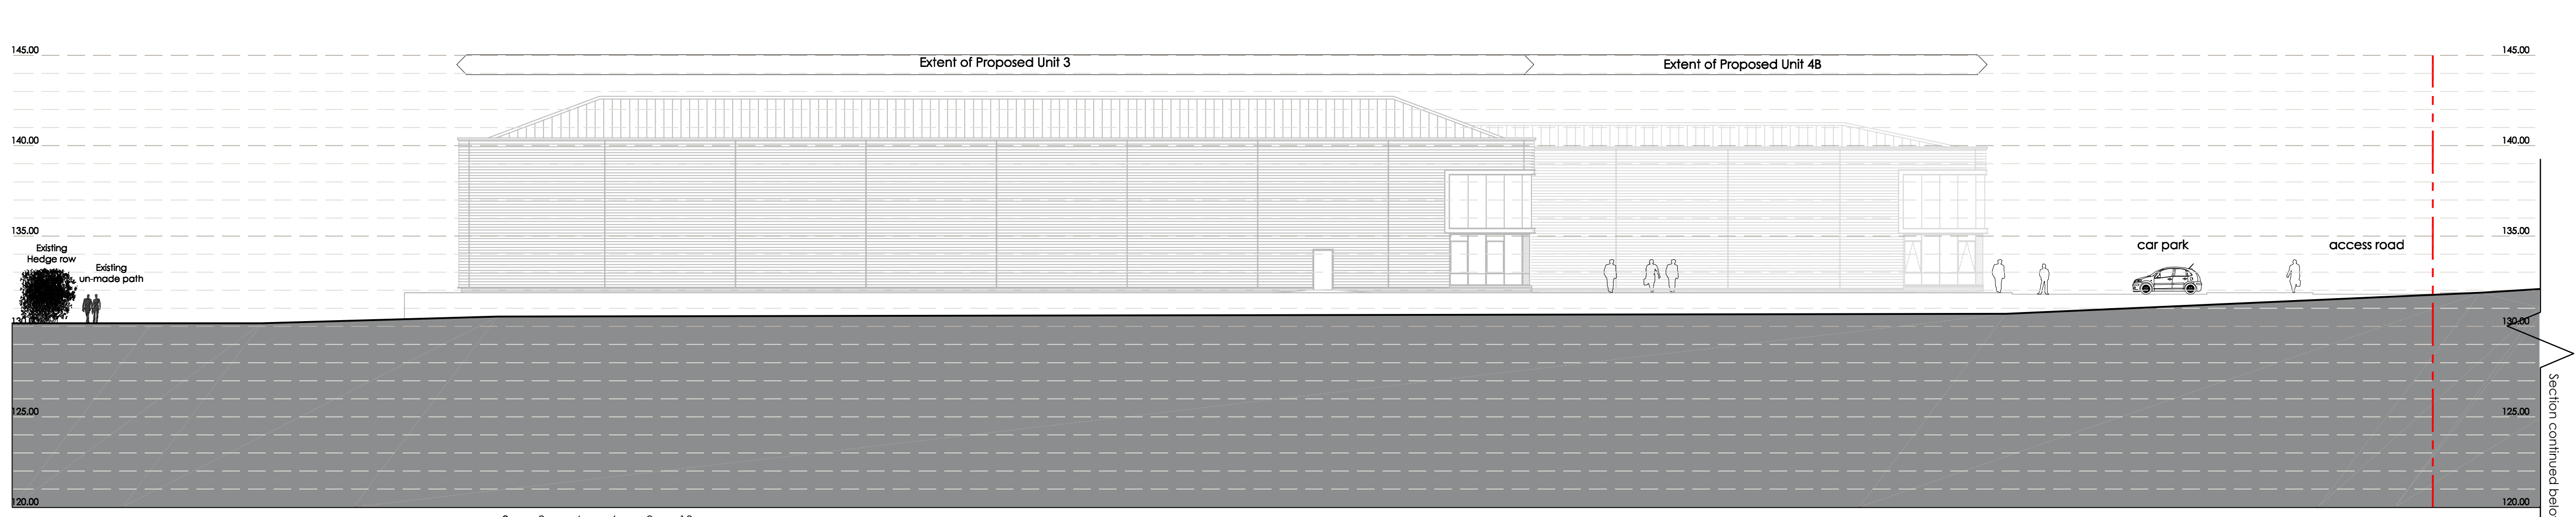 145.00
145.00
Extent of Proposed Unit 3
Extent of Proposed Unit 4B
140.00
140.00
135.00
135.00
Existing
Hedge row
Existing
un-made path
car park
access road
130.00
125.00
125.00
120.00
120.00
Section continued